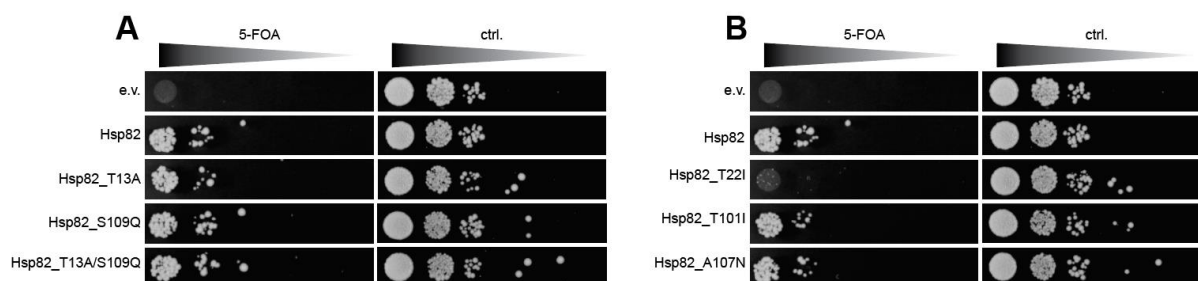 A
5-FOA
ctrl.
e.v.
Hsp82
Hsp82_T13A
Hsp82_S109Q
Hsp82_T13A/S109Q
B
5-FOA
ctrl.
e.v.
Hsp82
Hsp82_T22I
Hsp82_T101I
Hsp82_A107N